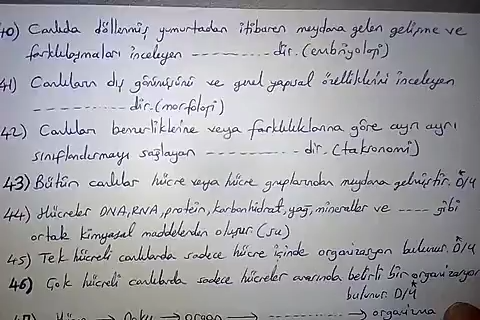 40) Canlıda döllenmiş yumurtadan itibaren meydana gelen gelişme ve
farklılaşmaları inceleyen ------------ dir. (embriyoloji)
41) Canlıların dış görünüşünü ve genel yapısal özelliklerini inceleyen
------------ dir. (morfoloji)
42) Canlıları benzerliklerine veya farklılıklarına göre ayrı ayrı
sınıflandırmayı sağlayan ------------ dir. (taksonomi)
43) Bütün canlılar hücre veya hücre gruplarından meydana gelmiştir. D/Y
44) Hücreler DNA, RNA, protein, karbonhidrat, yağ, mineraller ve ---- gibi
ortak kimyasal maddelerden oluşur. (su)
45) Tek hücreli canlılarda sadece hücre içinde organizasyon bulunur. D/Y
46) Çok hücreli canlılarda sadece hücreler arasında belirli bir organizasyon
bulunur. D/Y
47) → → organ → ------------ → organizma